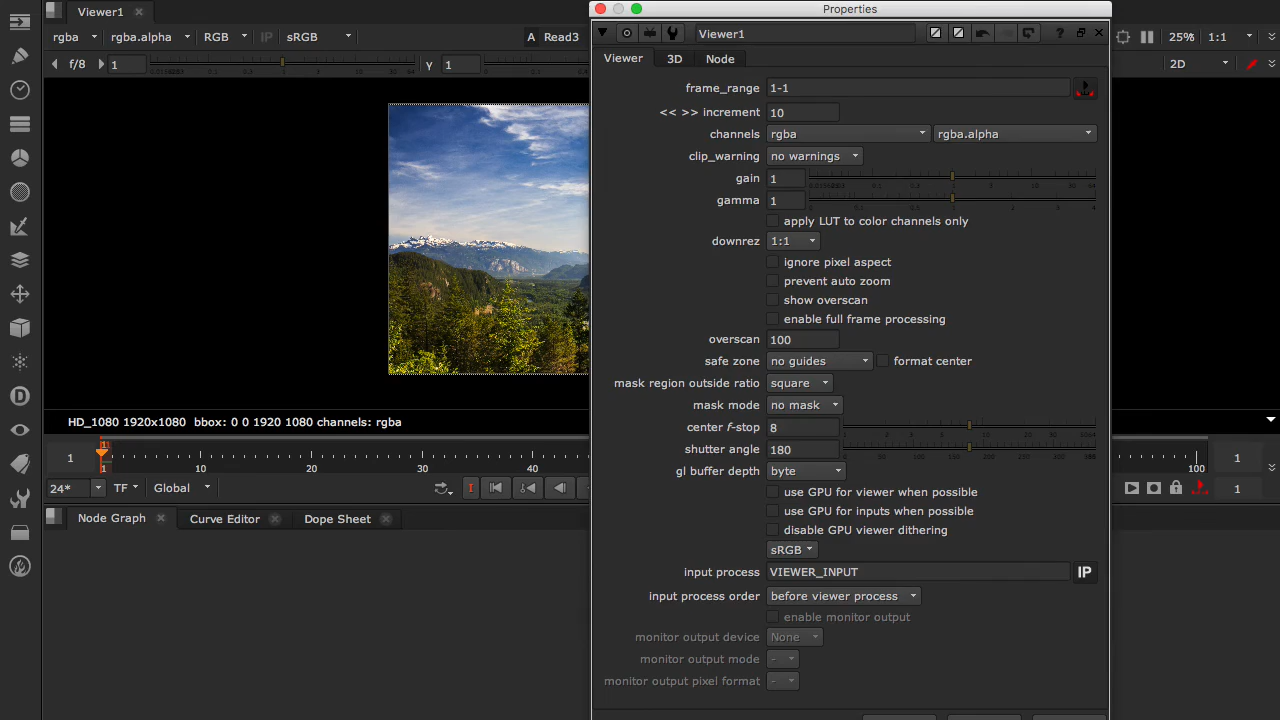 Viewer1
Properties
rgba rgba.alpha RGB IP sRGB A Read3
Viewer1
25% 1:1
f/8 1 γ 1
Viewer 3D Node
2D
frame_range 1-1
<< >> increment 10
channels rgba rgba.alpha
clip_warning no warnings
gain 1
gamma 1
apply LUT to color channels only
downrez 1:1
ignore pixel aspect
prevent auto zoom
show overscan
enable full frame processing
overscan 100
safe zone no guides format center
mask region outside ratio square
mask mode no mask
center f-stop 8
shutter angle 180
gl buffer depth byte
use GPU for viewer when possible
use GPU for inputs when possible
disable GPU viewer dithering
sRGB
input process VIEWER_INPUT IP
input process order before viewer process
enable monitor output
monitor output device None
monitor output mode -
monitor output pixel format -
HD_1080 1920x1080 bbox: 0 0 1920 1080 channels: rgba
1
1 1 10 20 30 40 100 1
24* TF Global I 1
Node Graph Curve Editor Dope Sheet